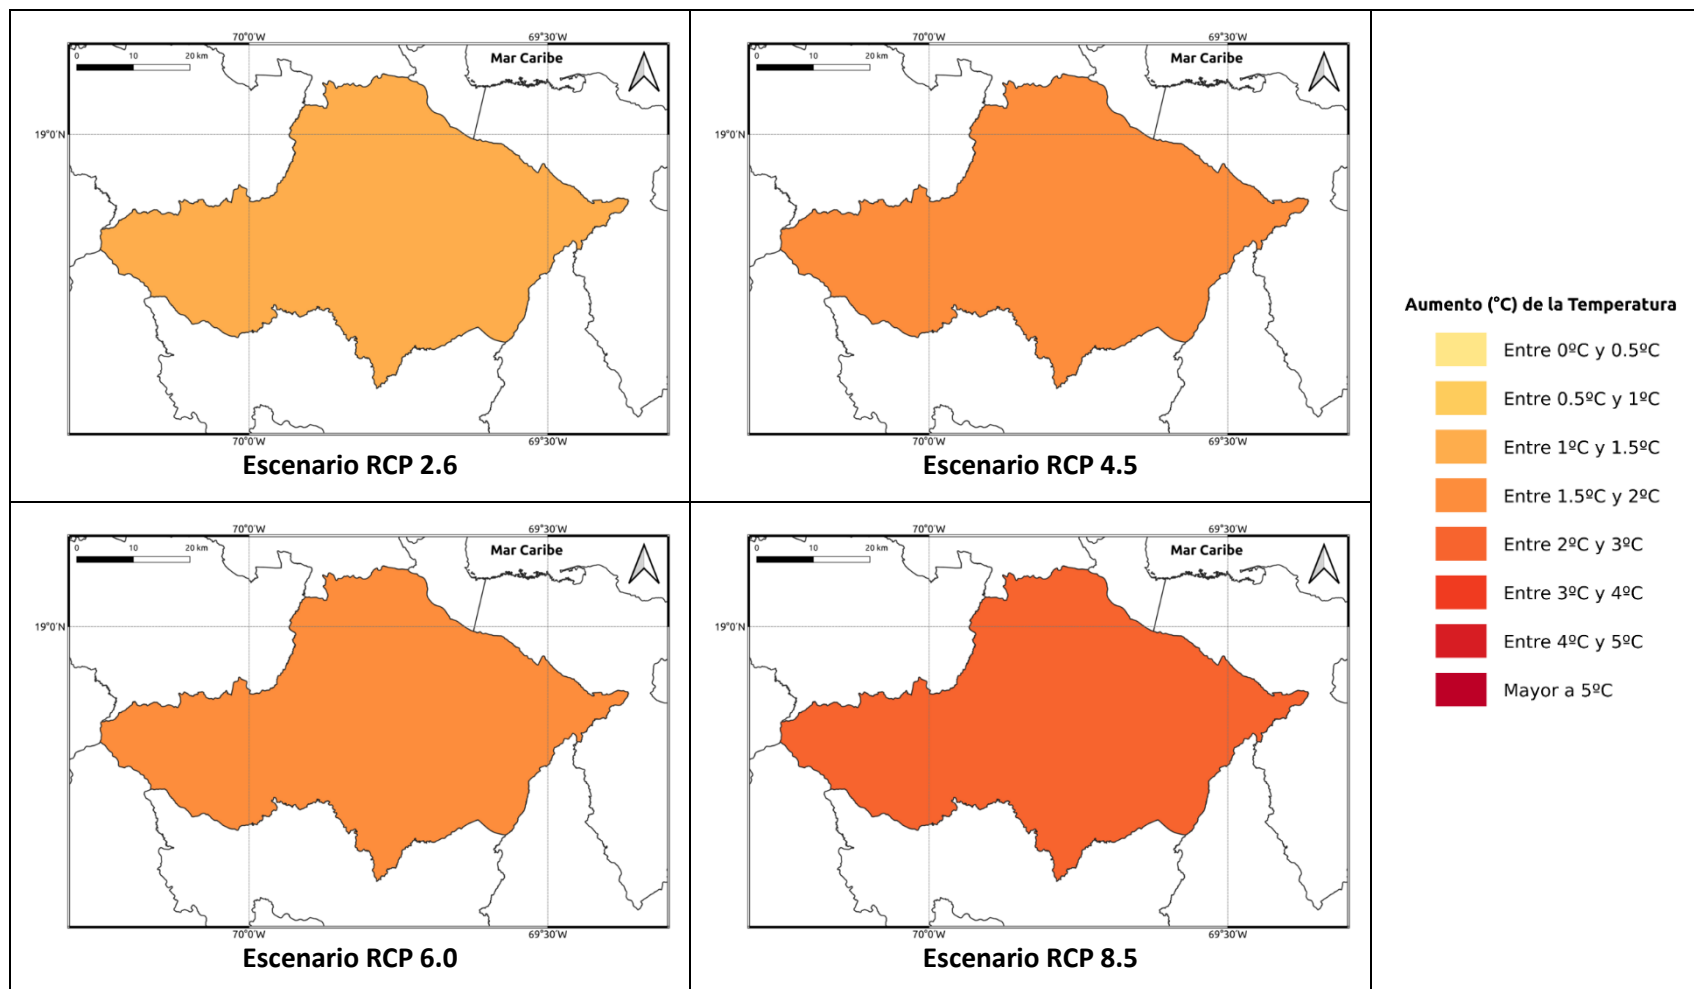 70°0'W 69°30'W
0 10 20 km
Mar Caribe
19°0'N
70°0'W 69°30'W
Escenario RCP 2.6
70°0'W 69°30'W
0 10 20 km
Mar Caribe
19°0'N
70°0'W 69°30'W
Escenario RCP 4.5
70°0'W 69°30'W
0 10 20 km
Mar Caribe
19°0'N
70°0'W 69°30'W
Escenario RCP 6.0
70°0'W 69°30'W
0 10 20 km
Mar Caribe
19°0'N
70°0'W 69°30'W
Escenario RCP 8.5
Aumento (°C) de la Temperatura
Entre 0ºC y 0.5ºC
Entre 0.5ºC y 1ºC
Entre 1ºC y 1.5ºC
Entre 1.5ºC y 2ºC
Entre 2ºC y 3ºC
Entre 3ºC y 4ºC
Entre 4ºC y 5ºC
Mayor a 5ºC